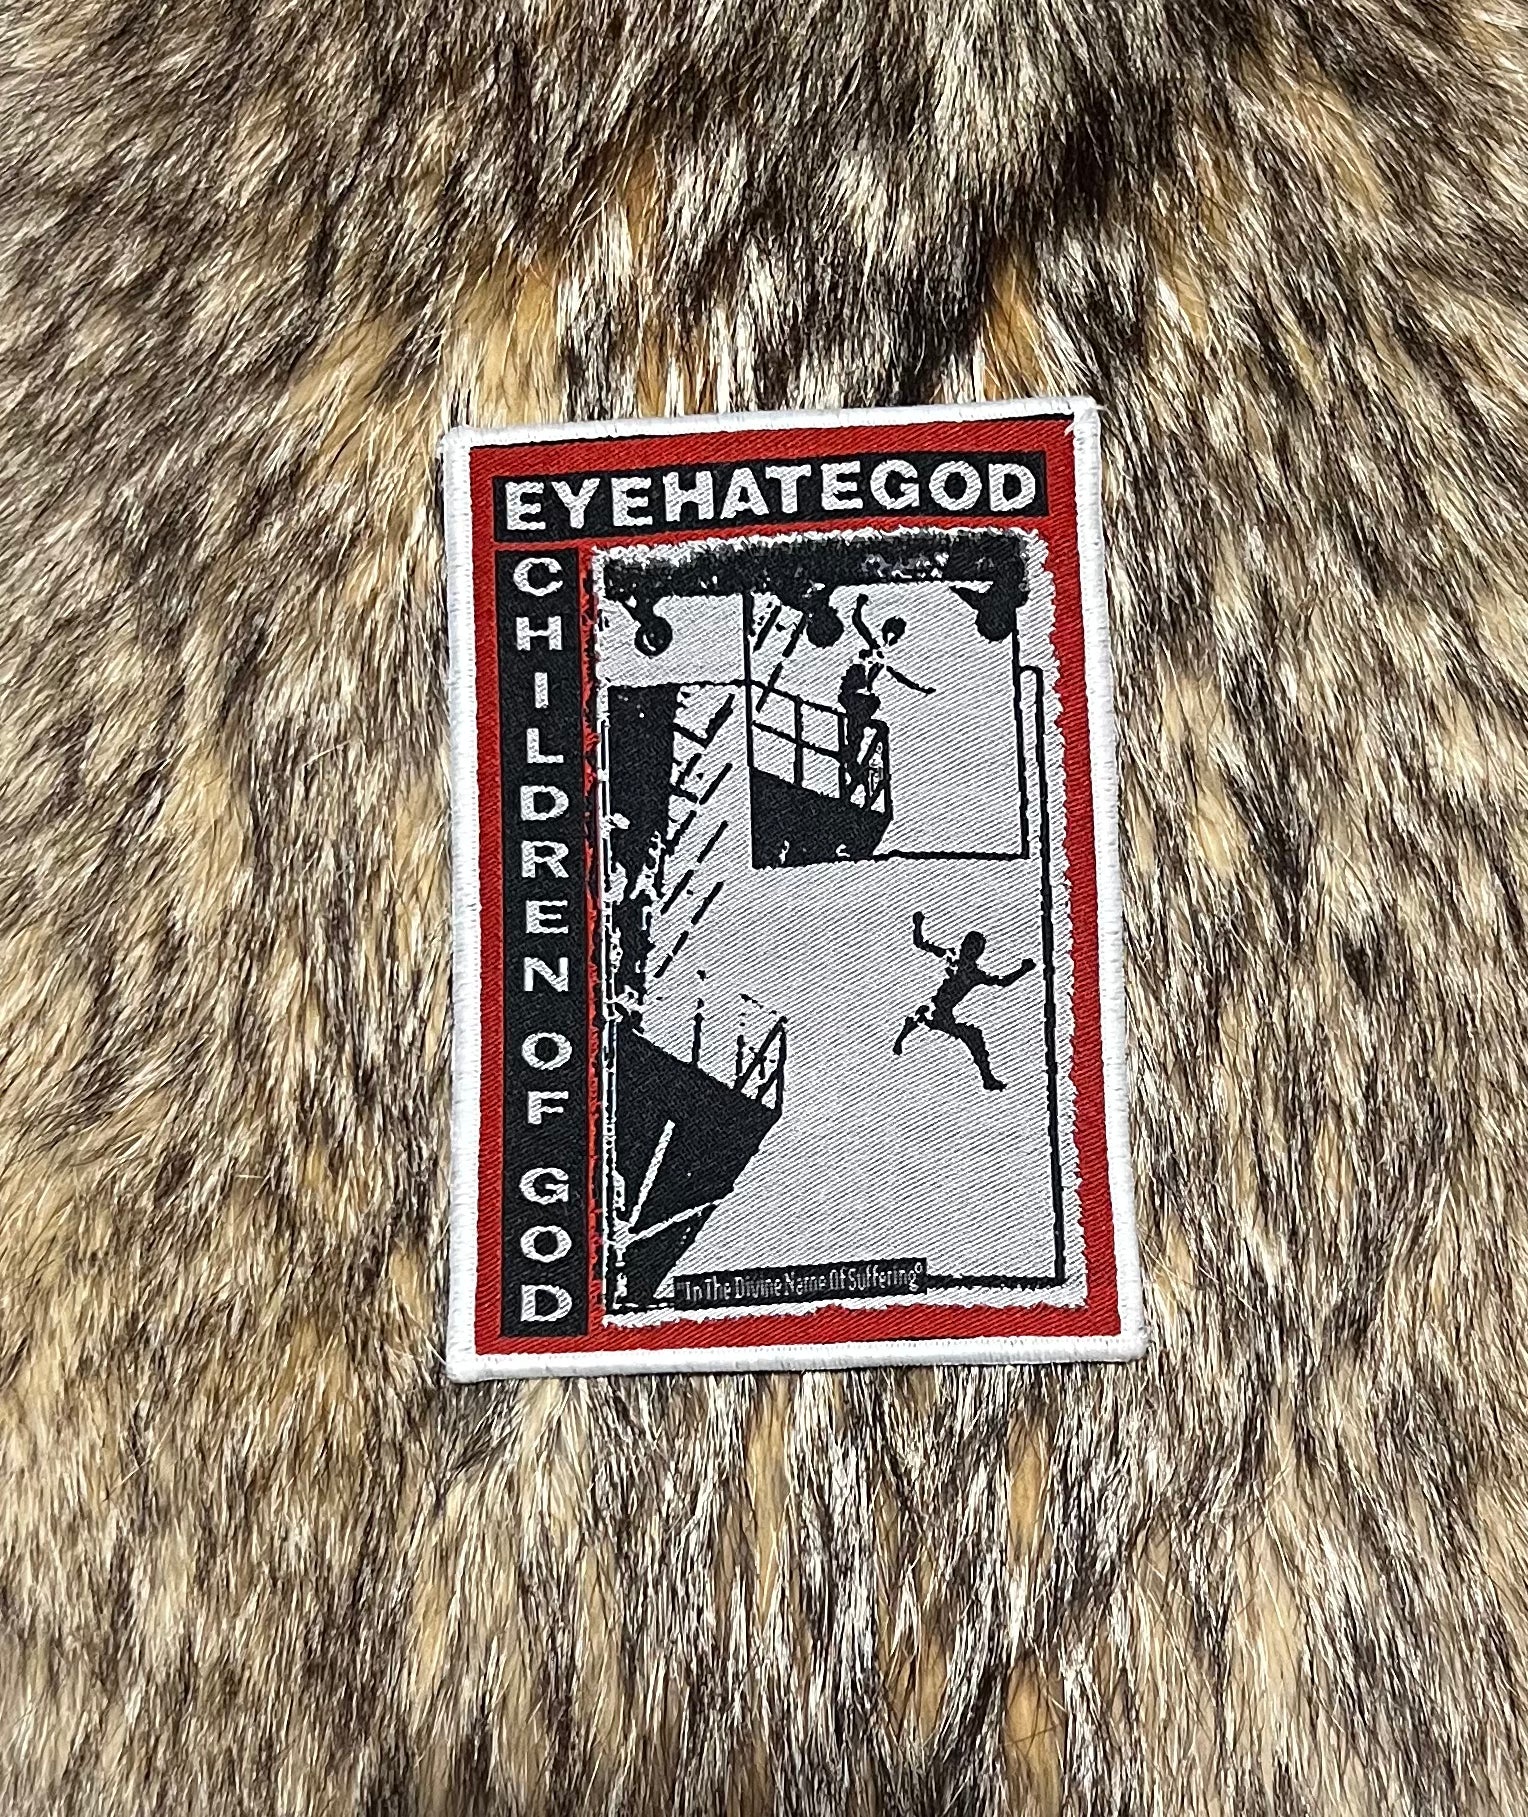 EYEHATEGOD
CHILDREN OF GOD
"In The Divine Name Of Suffering"